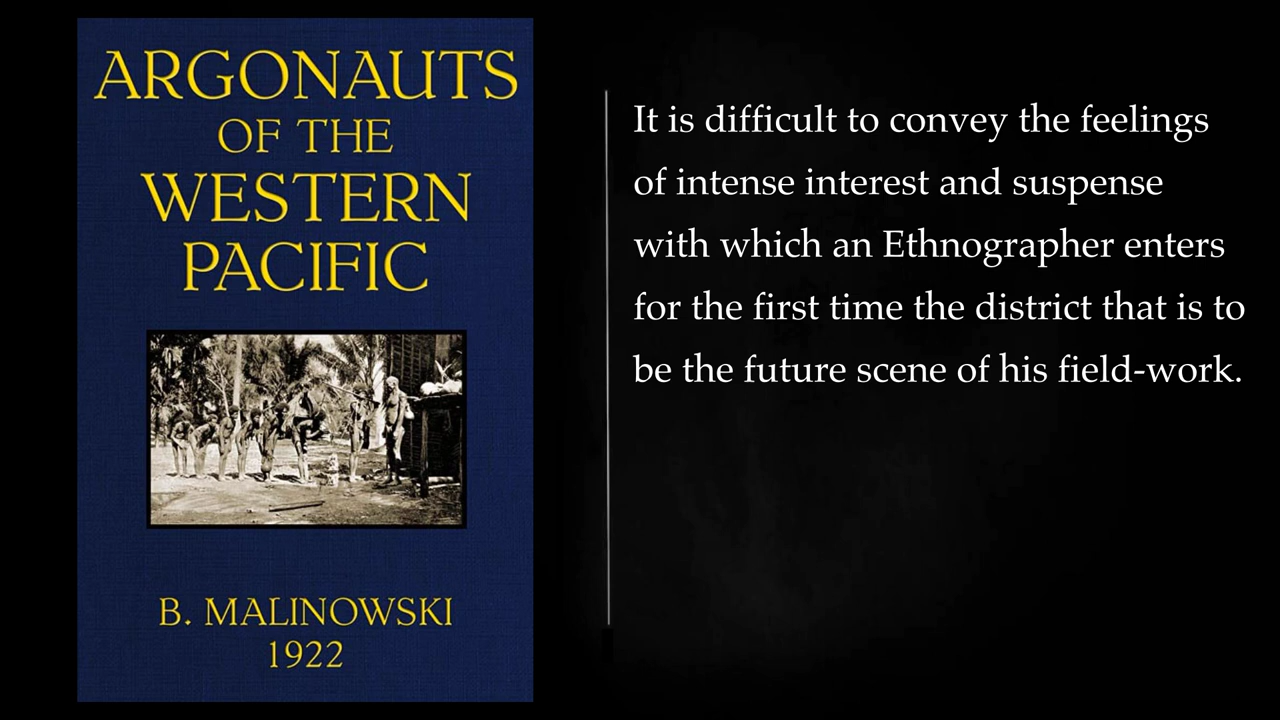 ARGONAUTS
OF THE
WESTERN
PACIFIC
B. MALINOWSKI
1922
It is difficult to convey the feelings
of intense interest and suspense
with which an Ethnographer enters
for the first time the district that is to
be the future scene of his field-work.